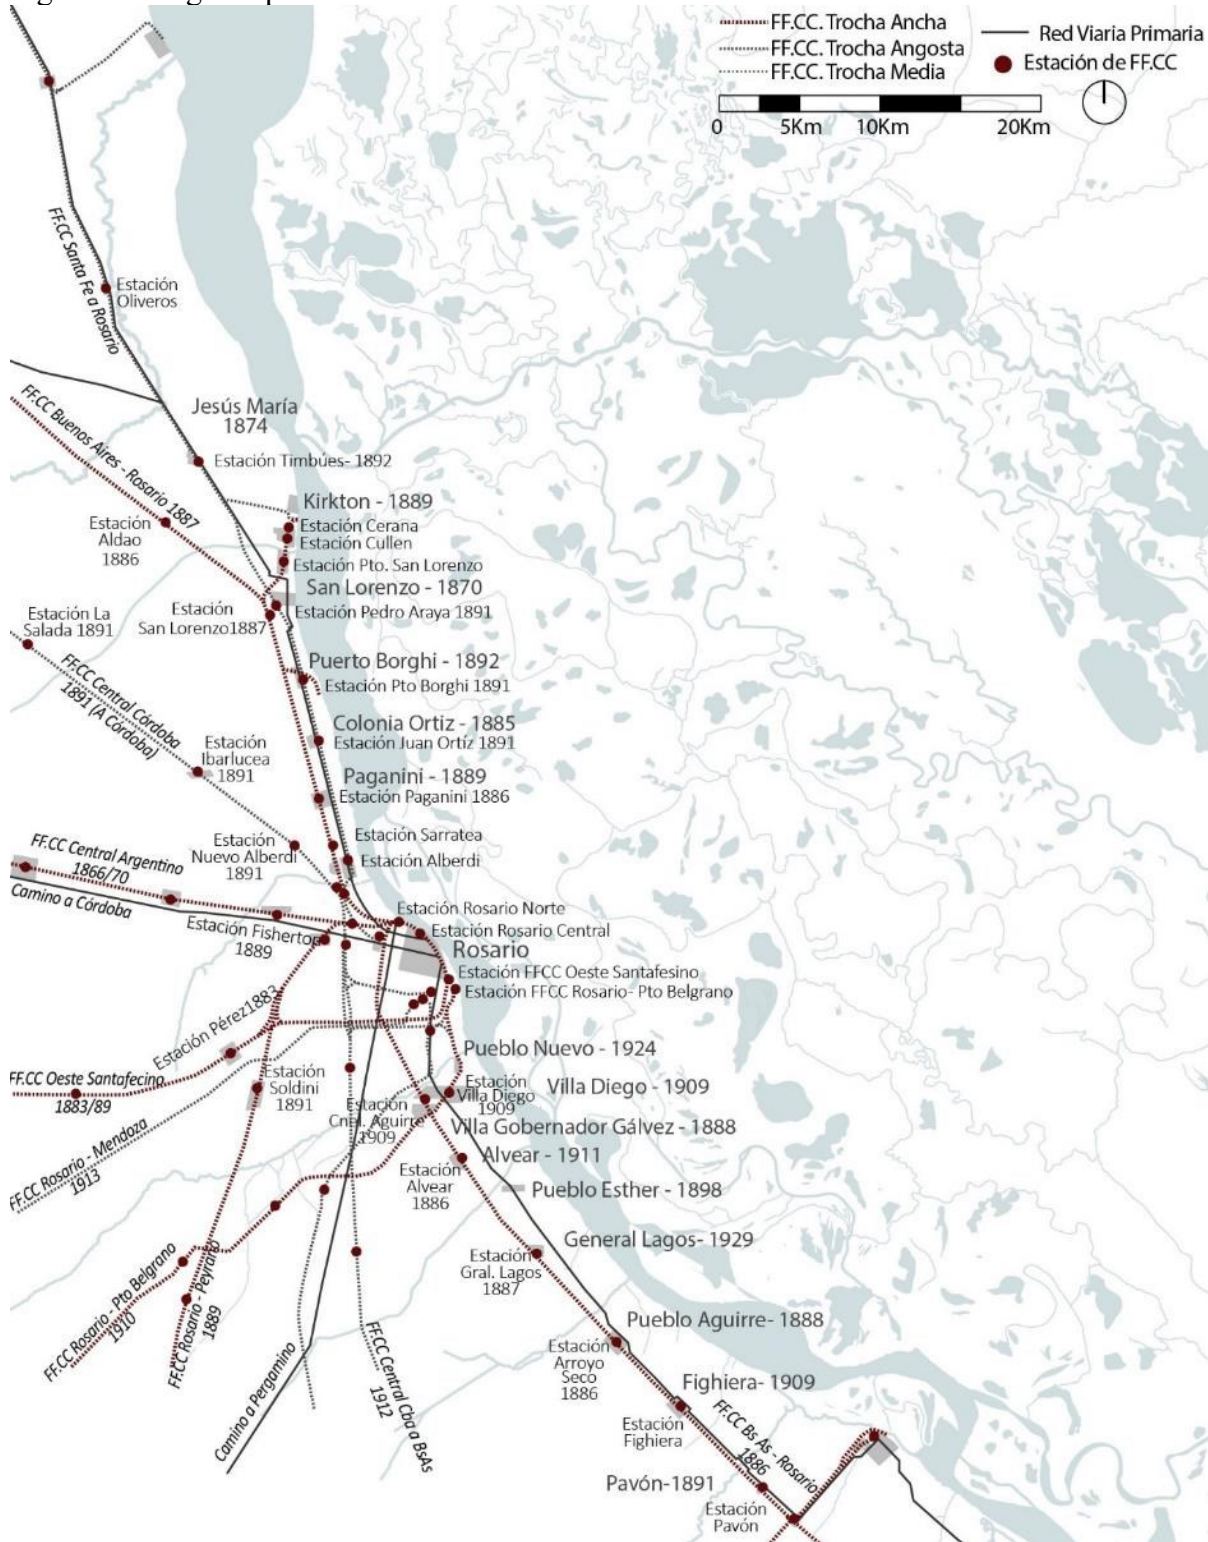 FF.CC. Trocha Ancha
FF.CC. Trocha Angosta
FF.CC. Trocha Media
Red Viaria Primaria
Estación de FF.CC
0 5Km 10Km 20Km
FF.CC Santa Fe a Rosario
Estación
Oliveros
FF.CC Buenos Aires - Rosario 1887
Jesús María
1874
Estación Timbúes- 1892
Kirkton - 1889
Estación
Aldao
1886
Estación Cerana
Estación Cullen
Estación Pto. San Lorenzo
San Lorenzo - 1870
Estación Pedro Araya 1891
Estación
San Lorenzo1887
Estación La
Salada 1891
FF.CC Central Córdoba
1891 (A Córdoba)
Puerto Borghi - 1892
Estación Pto Borghi 1891
Colonia Ortiz - 1885
Estación Juan Ortíz 1891
Estación
Ibarlucea
1891
Paganini - 1889
Estación Paganini 1886
Estación Sarratea
Estación
Nuevo Alberdi
1891
Estación Alberdi
FF.CC Central Argentino
1866/70
Camino a Córdoba
Estación Rosario Norte
Estación Rosario Central
Estación Fisherton
1889
Rosario
Estación FFCC Oeste Santafesino
Estación FFCC Rosario- Pto Belgrano
Estación Pérez1883
Pueblo Nuevo - 1924
FF.CC Oeste Santafecino
1883/89
Estación
Soldini
1891
Estación
Villa Diego
1909
Villa Diego - 1909
Estación
Cnel. Aguirre
1909
Villa Gobernador Gálvez - 1888
FF.CC Rosario - Mendoza
1913
Alvear - 1911
Estación
Alvear
1886
Pueblo Esther - 1898
General Lagos- 1929
Estación
Gral. Lagos
1887
FF.CC Rosario - Pto Belgrano
1910
FF.CC Rosario - Peyrano
1889
Camino a Pergamino
FF.CC Central Cba a BsAs
1912
Pueblo Aguirre- 1888
Estación
Arroyo
Seco
1886
Fighiera- 1909
Estación
Fighiera
FF.CC Bs As - Rosario
1886
Pavón-1891
Estación
Pavón